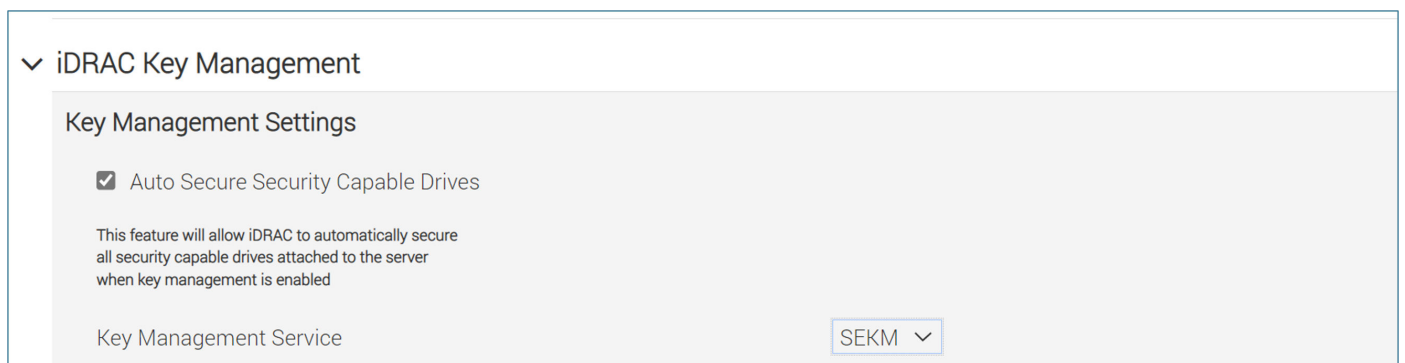 iDRAC Key Management
Key Management Settings
Auto Secure Security Capable Drives
This feature will allow iDRAC to automatically secure
all security capable drives attached to the server
when key management is enabled
Key Management Service
SEKM